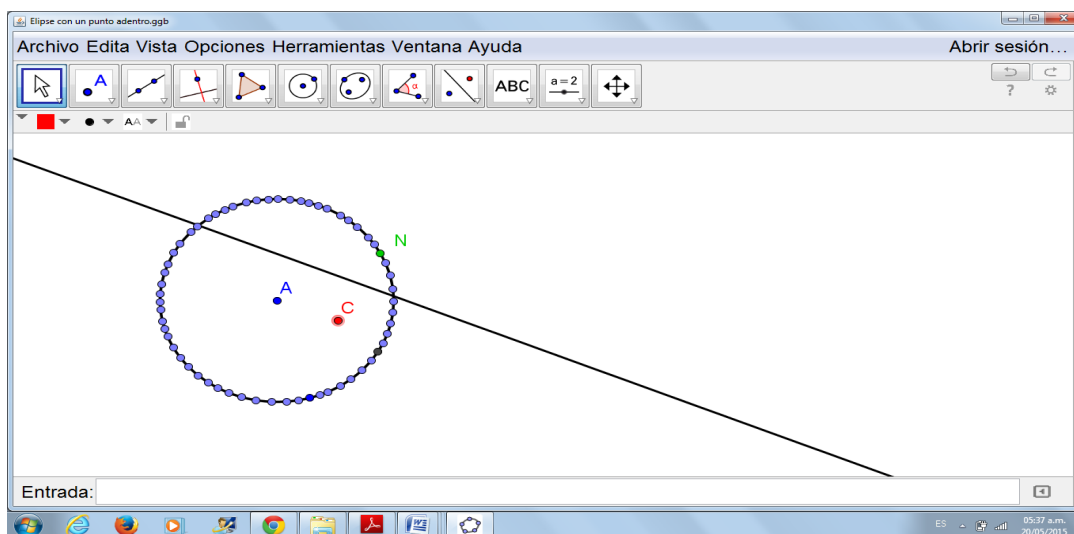 Elipse con un punto adentro.ggb
Archivo Edita Vista Opciones Herramientas Ventana Ayuda Abrir sesión...
A α ABC a=2
?
AA
N
A
C
Entrada:
W
ES 05:37 a.m.
20/05/2015